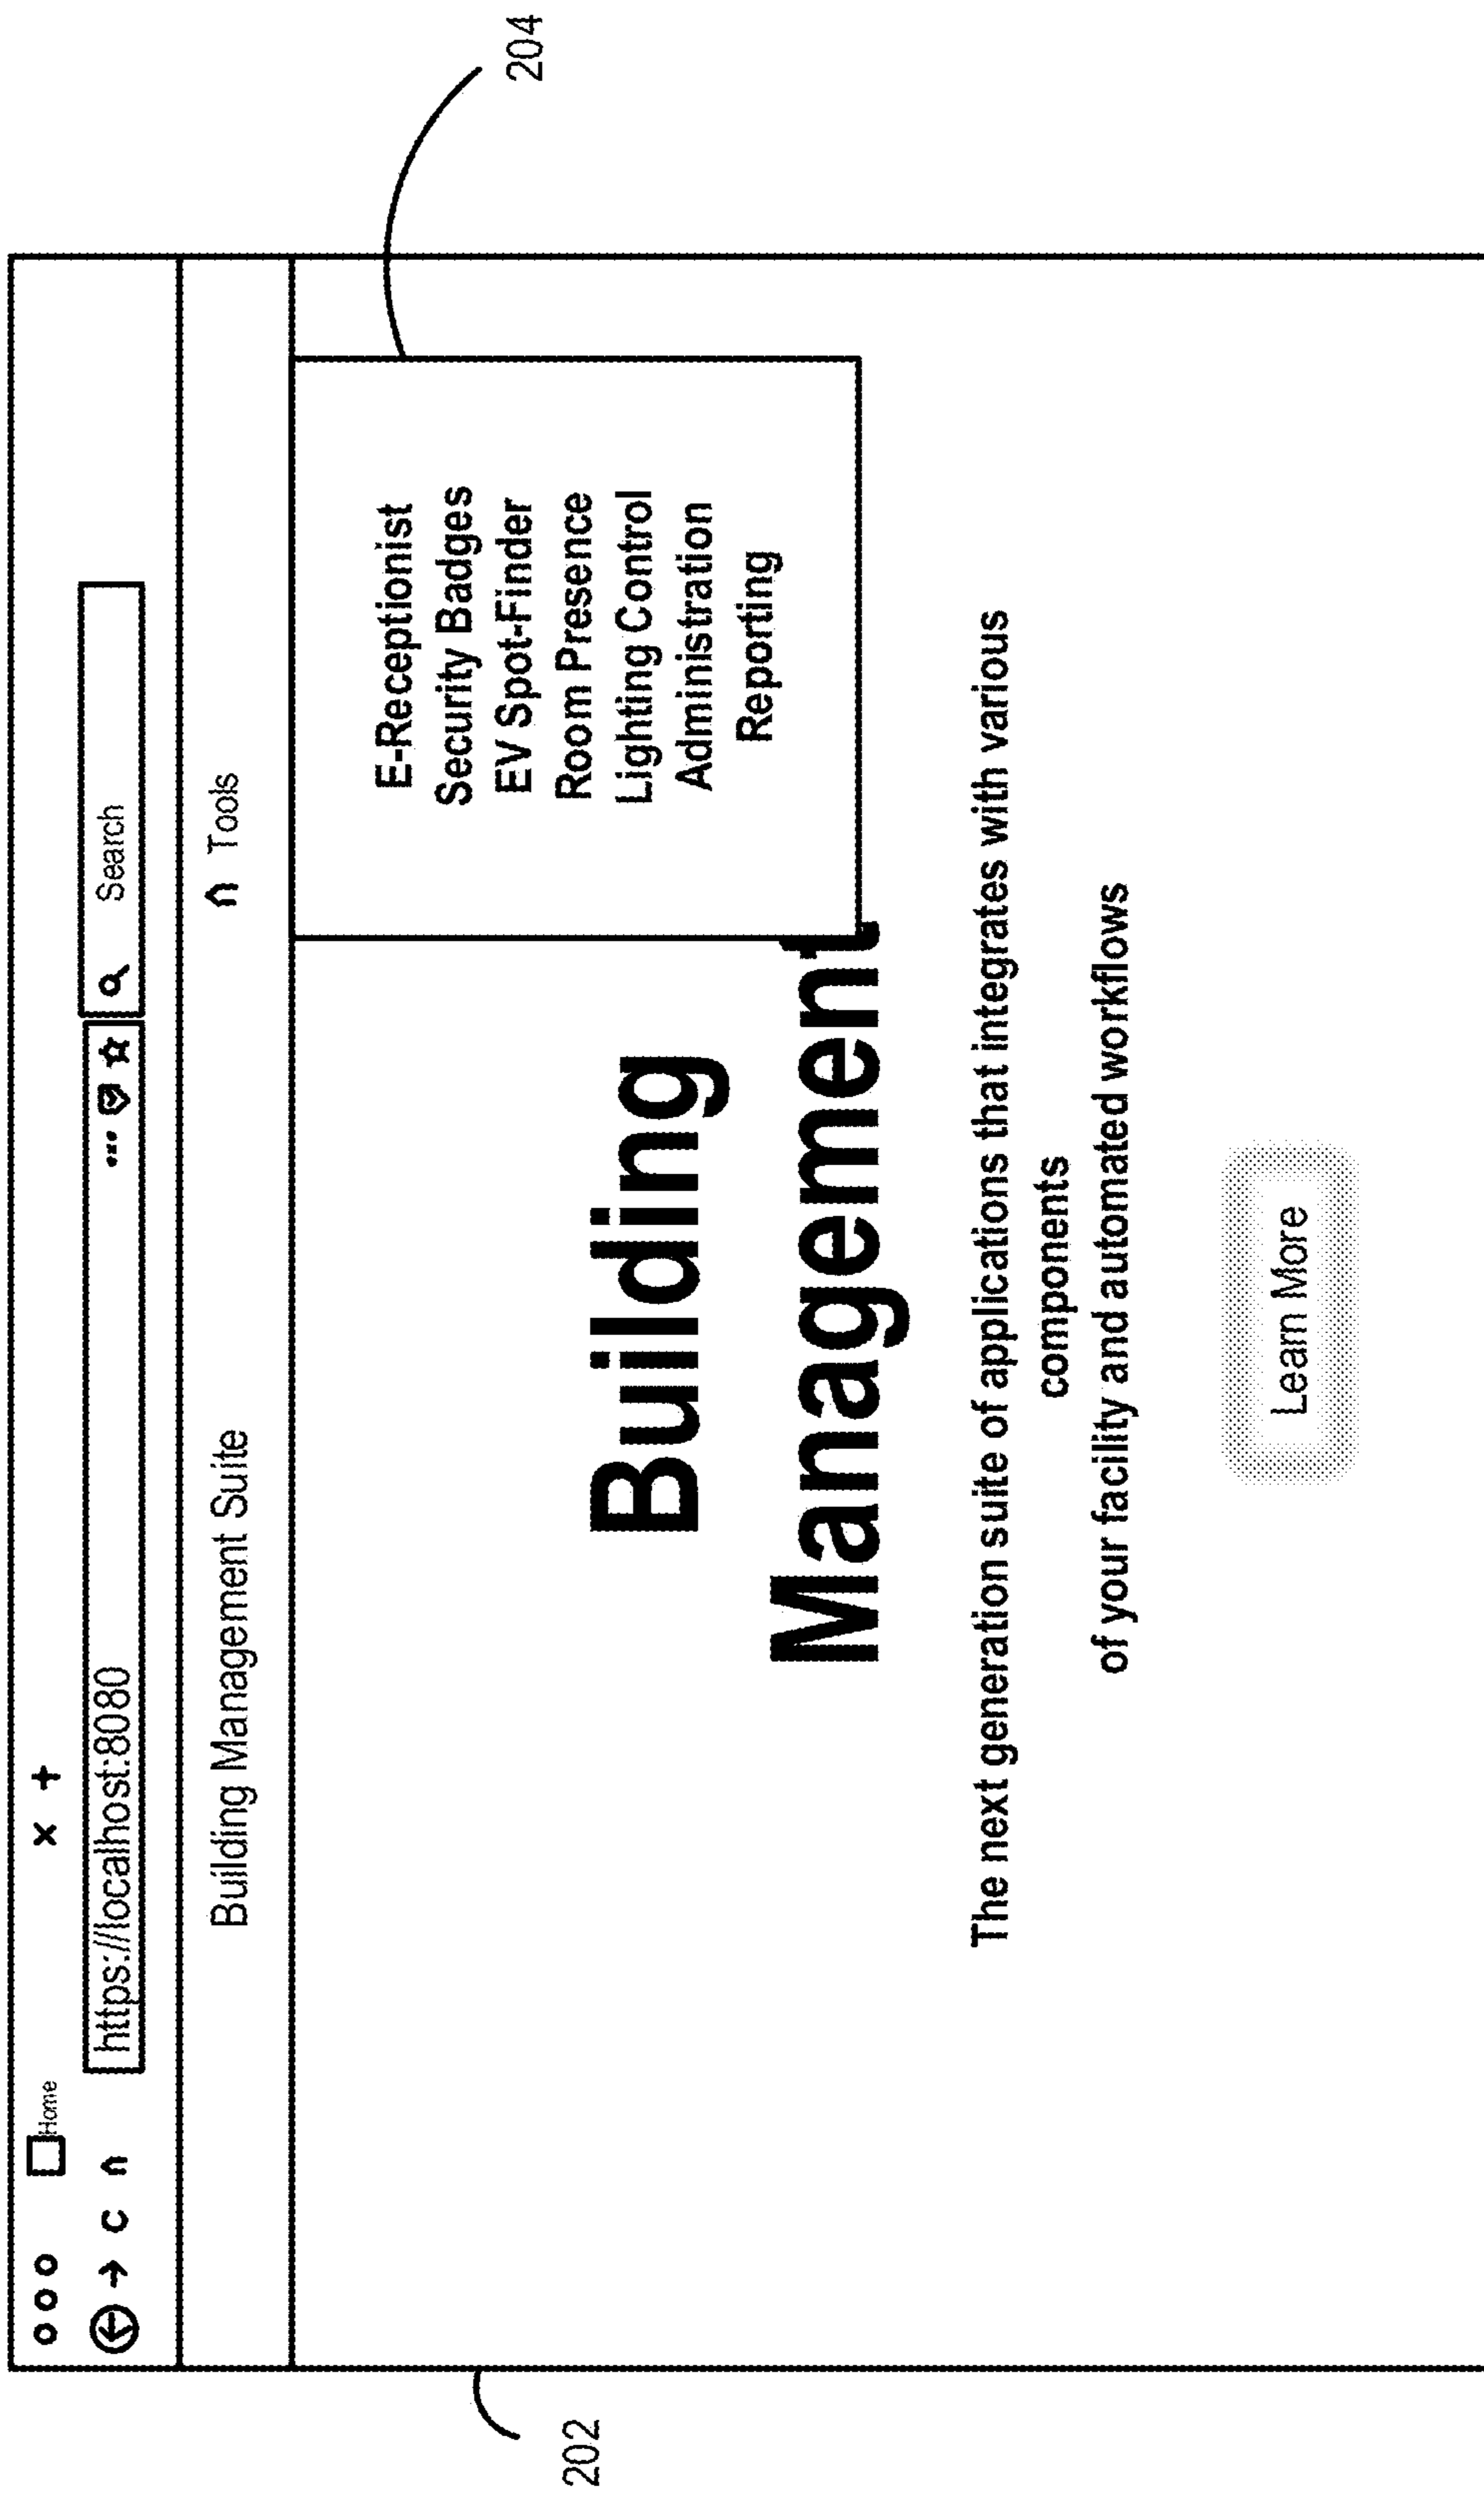 Home
https://localhost:8080
Search
Building Management Suite
Tools
E-Receptionist
Security Badges
EV Spot-Finder
Room Presence
Lighting Control
Administration
Reporting
204
202
Building
Management
The next generation suite of applications that integrates with various
components
of your facility and automated workflows
Learn More